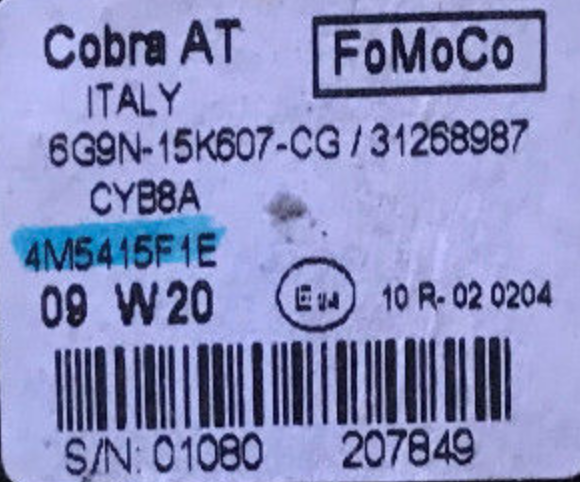 Cobra AT FoMoCo
ITALY
6G9N-15K607-CG / 31268987
CYB8A
4M5415F1E
09 W20 E24 10 R- 02 0204
S/N: 01080 207849